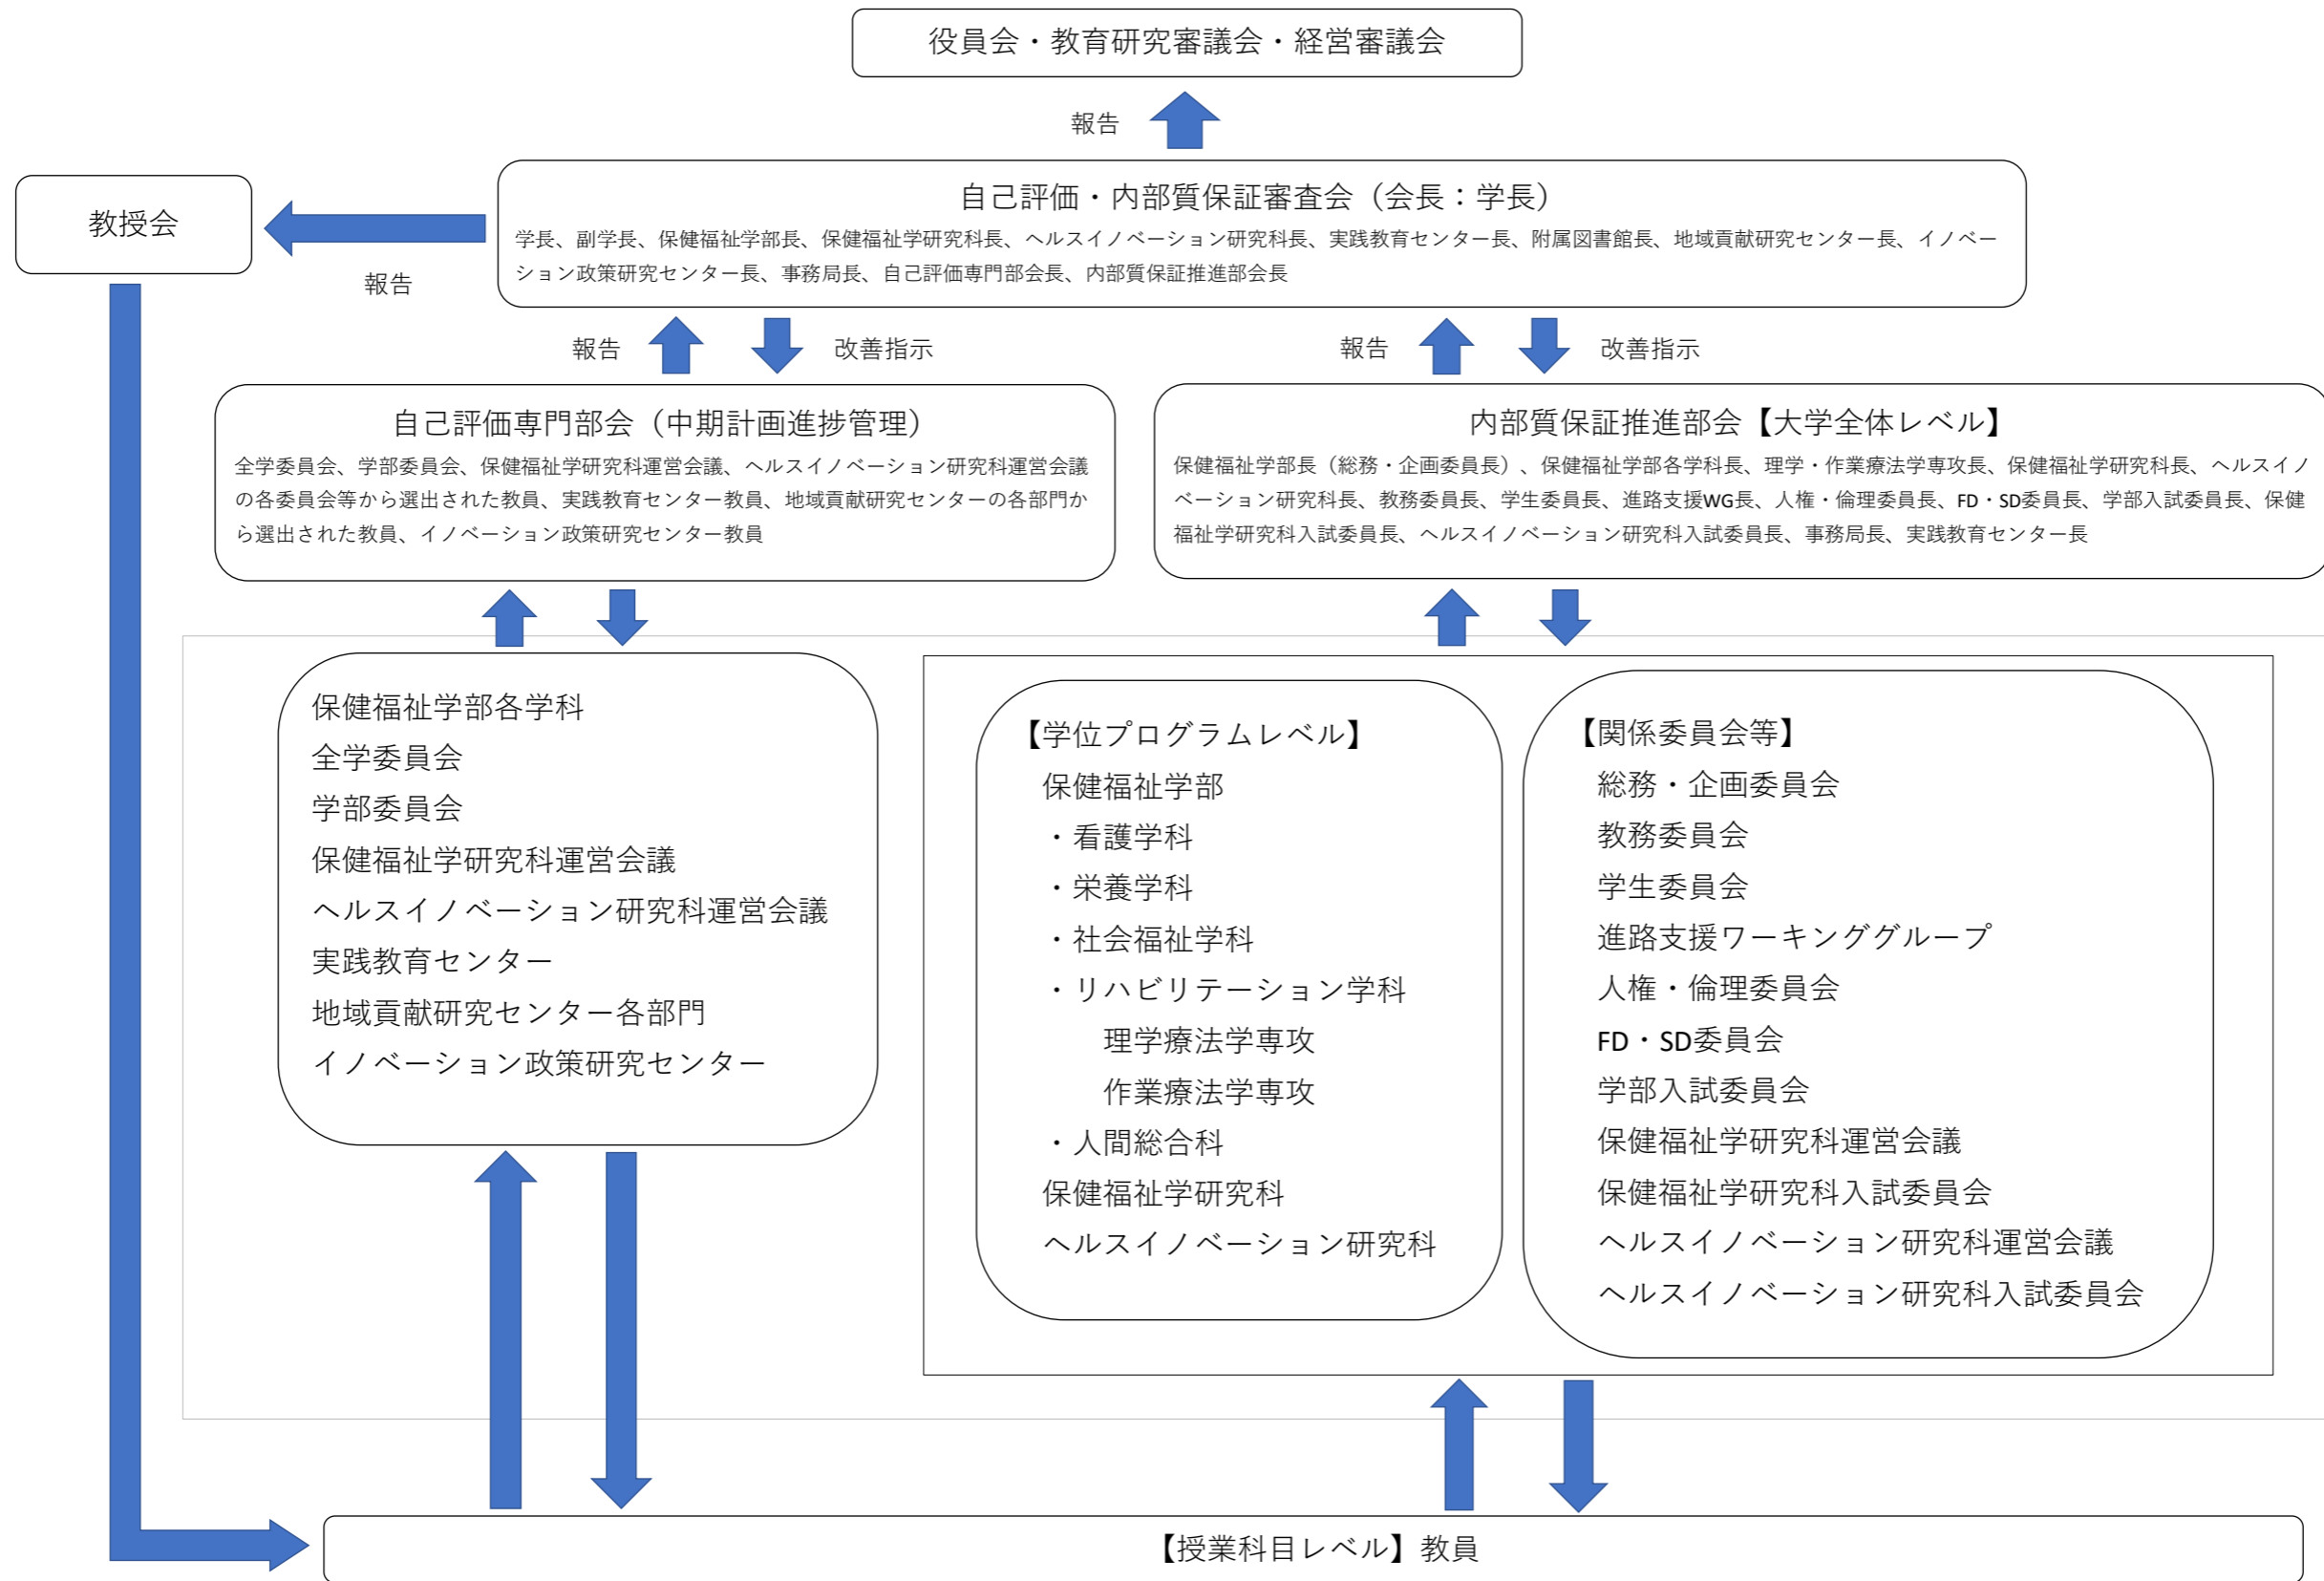 役員会・教育研究審議会・経営審議会
報告
自己評価・内部質保証審査会（会長：学長）
学長、副学長、保健福祉学部長、保健福祉学研究科長、ヘルスイノベーション研究科長、実践教育センター長、附属図書館長、地域貢献研究センター長、イノベー
ション政策研究センター長、事務局長、自己評価専門部会長、内部質保証推進部会長
教授会
報告
報告
改善指示
報告
改善指示
自己評価専門部会（中期計画進捗管理）
全学委員会、学部委員会、保健福祉学研究科運営会議、ヘルスイノベーション研究科運営会議
の各委員会等から選出された教員、実践教育センター教員、地域貢献研究センターの各部門か
ら選出された教員、イノベーション政策研究センター教員
内部質保証推進部会【大学全体レベル】
保健福祉学部長（総務・企画委員長）、保健福祉学部各学科長、理学・作業療法学専攻長、保健福祉学研究科長、ヘルスイノ
ベーション研究科長、教務委員長、学生委員長、進路支援WG長、人権・倫理委員長、FD・SD委員長、学部入試委員長、保健
福祉学研究科入試委員長、ヘルスイノベーション研究科入試委員長、事務局長、実践教育センター長
保健福祉学部各学科
全学委員会
学部委員会
保健福祉学研究科運営会議
ヘルスイノベーション研究科運営会議
実践教育センター
地域貢献研究センター各部門
イノベーション政策研究センター
【学位プログラムレベル】
保健福祉学部
・看護学科
・栄養学科
・社会福祉学科
・リハビリテーション学科
理学療法学専攻
作業療法学専攻
・人間総合科
保健福祉学研究科
ヘルスイノベーション研究科
【関係委員会等】
総務・企画委員会
教務委員会
学生委員会
進路支援ワーキンググループ
人権・倫理委員会
FD・SD委員会
学部入試委員会
保健福祉学研究科運営会議
保健福祉学研究科入試委員会
ヘルスイノベーション研究科運営会議
ヘルスイノベーション研究科入試委員会
【授業科目レベル】教員